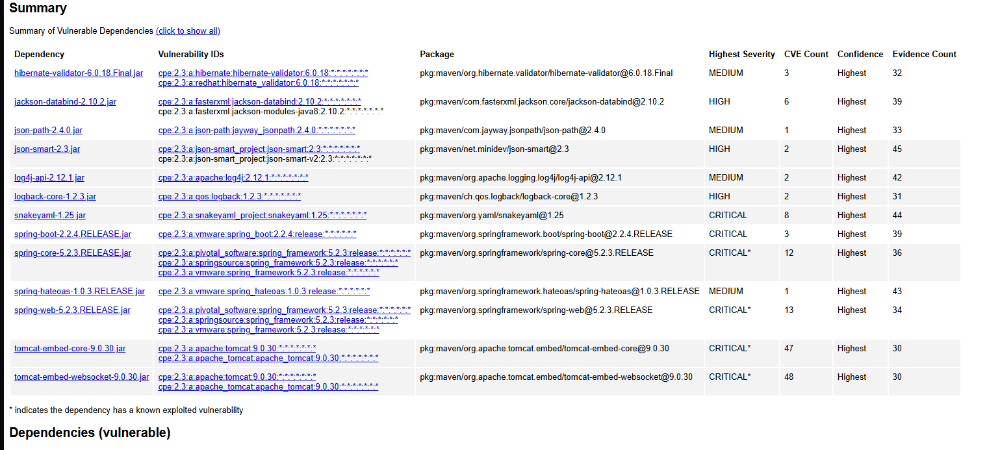 Summary
Summary of Vulnerable Dependencies (click to show all)
Dependency Vulnerability IDs Package Highest Severity CVE Count Confidence Evidence Count
hibernate-validator-6.0.18.Final.jar cpe:2.3:a:hibernate:hibernate-validator:6.0.18:*:*:*:*:*:*:* pkg:maven/org.hibernate.validator/hibernate-validator@6.0.18.Final MEDIUM 3 Highest 32
cpe:2.3:a:redhat:hibernate_validator:6.0.18:*:*:*:*:*:*:*
jackson-databind-2.10.2.jar cpe:2.3:a:fasterxml:jackson-databind:2.10.2:*:*:*:*:*:*:* pkg:maven/com.fasterxml.jackson.core/jackson-databind@2.10.2 HIGH 6 Highest 39
cpe:2.3:a:fasterxml:jackson-modules-java8:2.10.2:*:*:*:*:*:*:*
json-path-2.4.0.jar cpe:2.3:a:json-path:jayway_jsonpath:2.4.0:*:*:*:*:*:*:* pkg:maven/com.jayway.jsonpath/json-path@2.4.0 MEDIUM 1 Highest 33
json-smart-2.3.jar cpe:2.3:a:json-smart_project:json-smart:2.3:*:*:*:*:*:*:* pkg:maven/net.minidev/json-smart@2.3 HIGH 2 Highest 45
cpe:2.3:a:json-smart_project:json-smart-v2:2.3:*:*:*:*:*:*:*
log4j-api-2.12.1.jar cpe:2.3:a:apache:log4j:2.12.1:*:*:*:*:*:*:* pkg:maven/org.apache.logging.log4j/log4j-api@2.12.1 MEDIUM 2 Highest 42
logback-core-1.2.3.jar cpe:2.3:a:qos:logback:1.2.3:*:*:*:*:*:*:* pkg:maven/ch.qos.logback/logback-core@1.2.3 HIGH 2 Highest 31
snakeyaml-1.25.jar cpe:2.3:a:snakeyaml_project:snakeyaml:1.25:*:*:*:*:*:*:* pkg:maven/org.yaml/snakeyaml@1.25 CRITICAL 8 Highest 44
spring-boot-2.2.4.RELEASE.jar cpe:2.3:a:vmware:spring_boot:2.2.4:release:*:*:*:*:*:* pkg:maven/org.springframework.boot/spring-boot@2.2.4.RELEASE CRITICAL 3 Highest 39
spring-core-5.2.3.RELEASE.jar cpe:2.3:a:pivotal_software:spring_framework:5.2.3:release:*:*:*:*:*:* pkg:maven/org.springframework/spring-core@5.2.3.RELEASE CRITICAL* 12 Highest 36
cpe:2.3:a:springsource:spring_framework:5.2.3:release:*:*:*:*:*:*
cpe:2.3:a:vmware:spring_framework:5.2.3:release:*:*:*:*:*:*
spring-hateoas-1.0.3.RELEASE.jar cpe:2.3:a:vmware:spring_hateoas:1.0.3:release:*:*:*:*:*:* pkg:maven/org.springframework.hateoas/spring-hateoas@1.0.3.RELEASE MEDIUM 1 Highest 43
spring-web-5.2.3.RELEASE.jar cpe:2.3:a:pivotal_software:spring_framework:5.2.3:release:*:*:*:*:*:* pkg:maven/org.springframework/spring-web@5.2.3.RELEASE CRITICAL* 13 Highest 34
cpe:2.3:a:springsource:spring_framework:5.2.3:release:*:*:*:*:*:*
cpe:2.3:a:vmware:spring_framework:5.2.3:release:*:*:*:*:*:*
tomcat-embed-core-9.0.30.jar cpe:2.3:a:apache:tomcat:9.0.30:*:*:*:*:*:*:* pkg:maven/org.apache.tomcat.embed/tomcat-embed-core@9.0.30 CRITICAL* 47 Highest 30
cpe:2.3:a:apache_tomcat:apache_tomcat:9.0.30:*:*:*:*:*:*:*
tomcat-embed-websocket-9.0.30.jar cpe:2.3:a:apache:tomcat:9.0.30:*:*:*:*:*:*:* pkg:maven/org.apache.tomcat.embed/tomcat-embed-websocket@9.0.30 CRITICAL* 48 Highest 30
cpe:2.3:a:apache_tomcat:apache_tomcat:9.0.30:*:*:*:*:*:*:*
* indicates the dependency has a known exploited vulnerability
Dependencies (vulnerable)